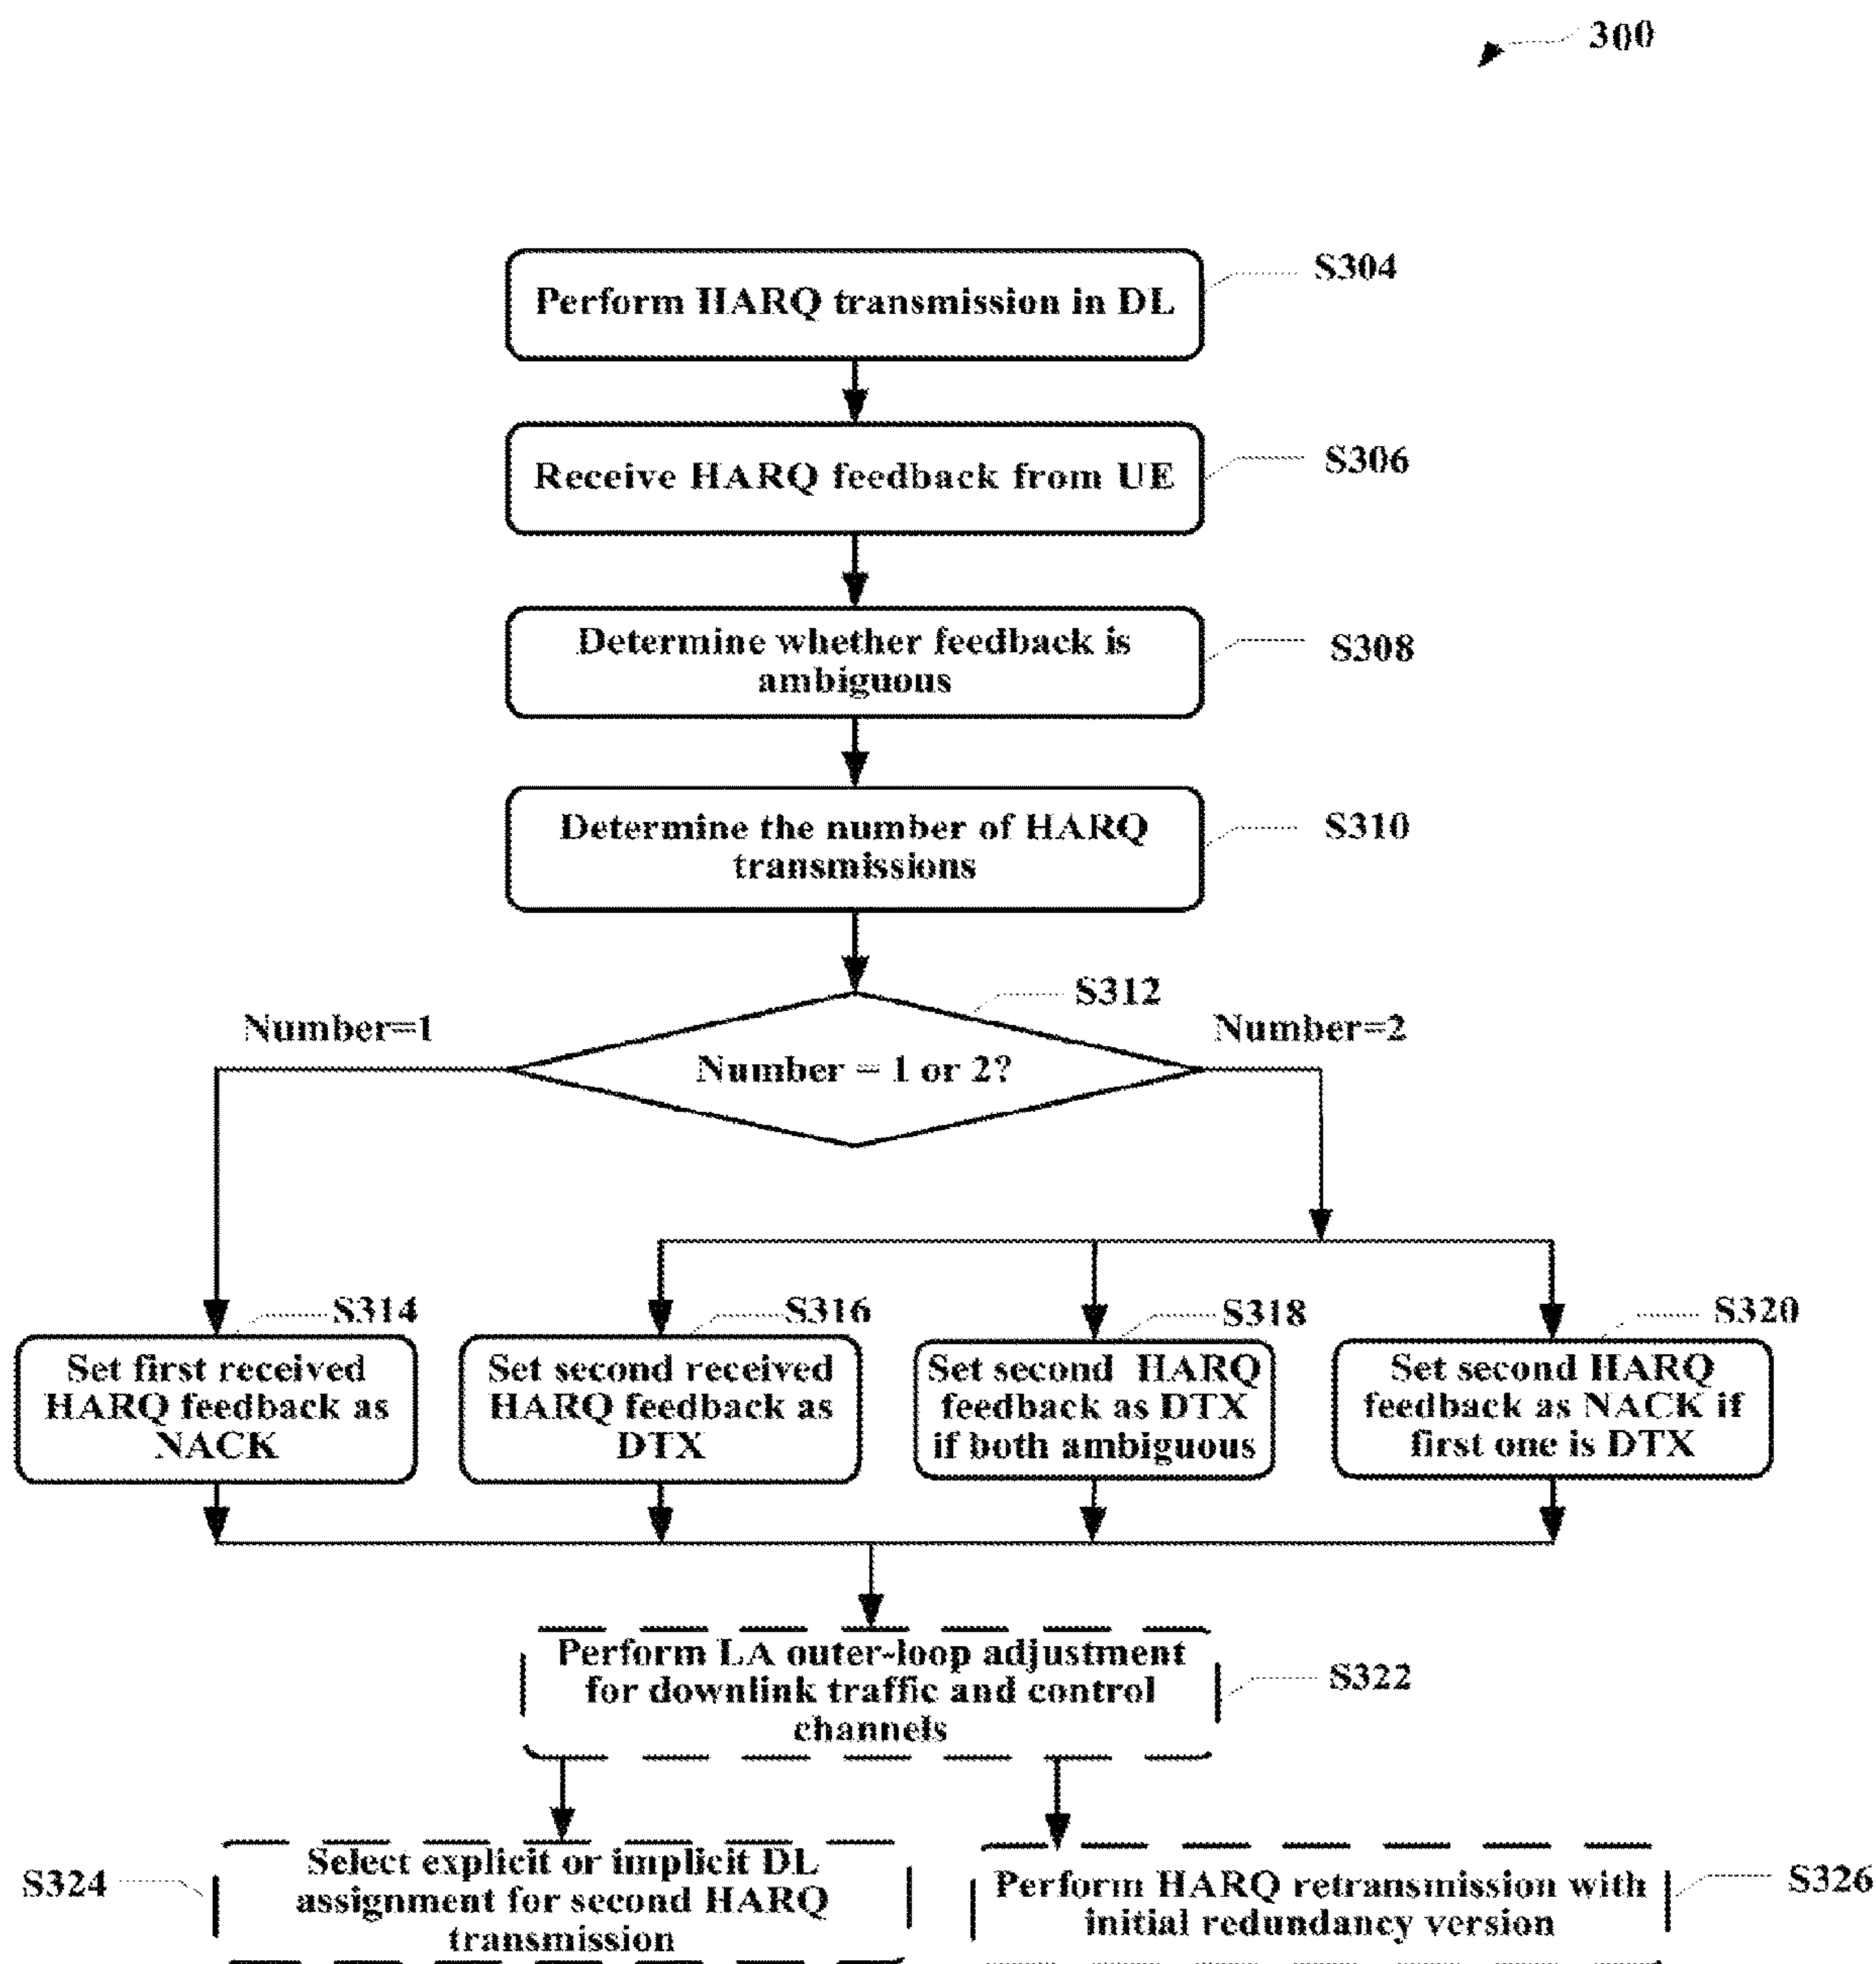 300
Perform HARQ transmission in DL
S304
Receive HARQ feedback from UE
S306
Determine whether feedback is
ambiguous
S308
Determine the number of HARQ
transmissions
S310
S312
Number=1
Number=2
Number = 1 or 2?
S314
S316
S318
S320
Set first received
HARQ feedback as
NACK
Set second received
HARQ feedback as
DTX
Set second HARQ
feedback as DTX
if both ambiguous
Set second HARQ
feedback as NACK if
first one is DTX
Perform LA outer-loop adjustment
for downlink traffic and control
channels
S322
S324
Select explicit or implicit DL
assignment for second HARQ
transmission
Perform HARQ retransmission with
initial redundancy version
S326